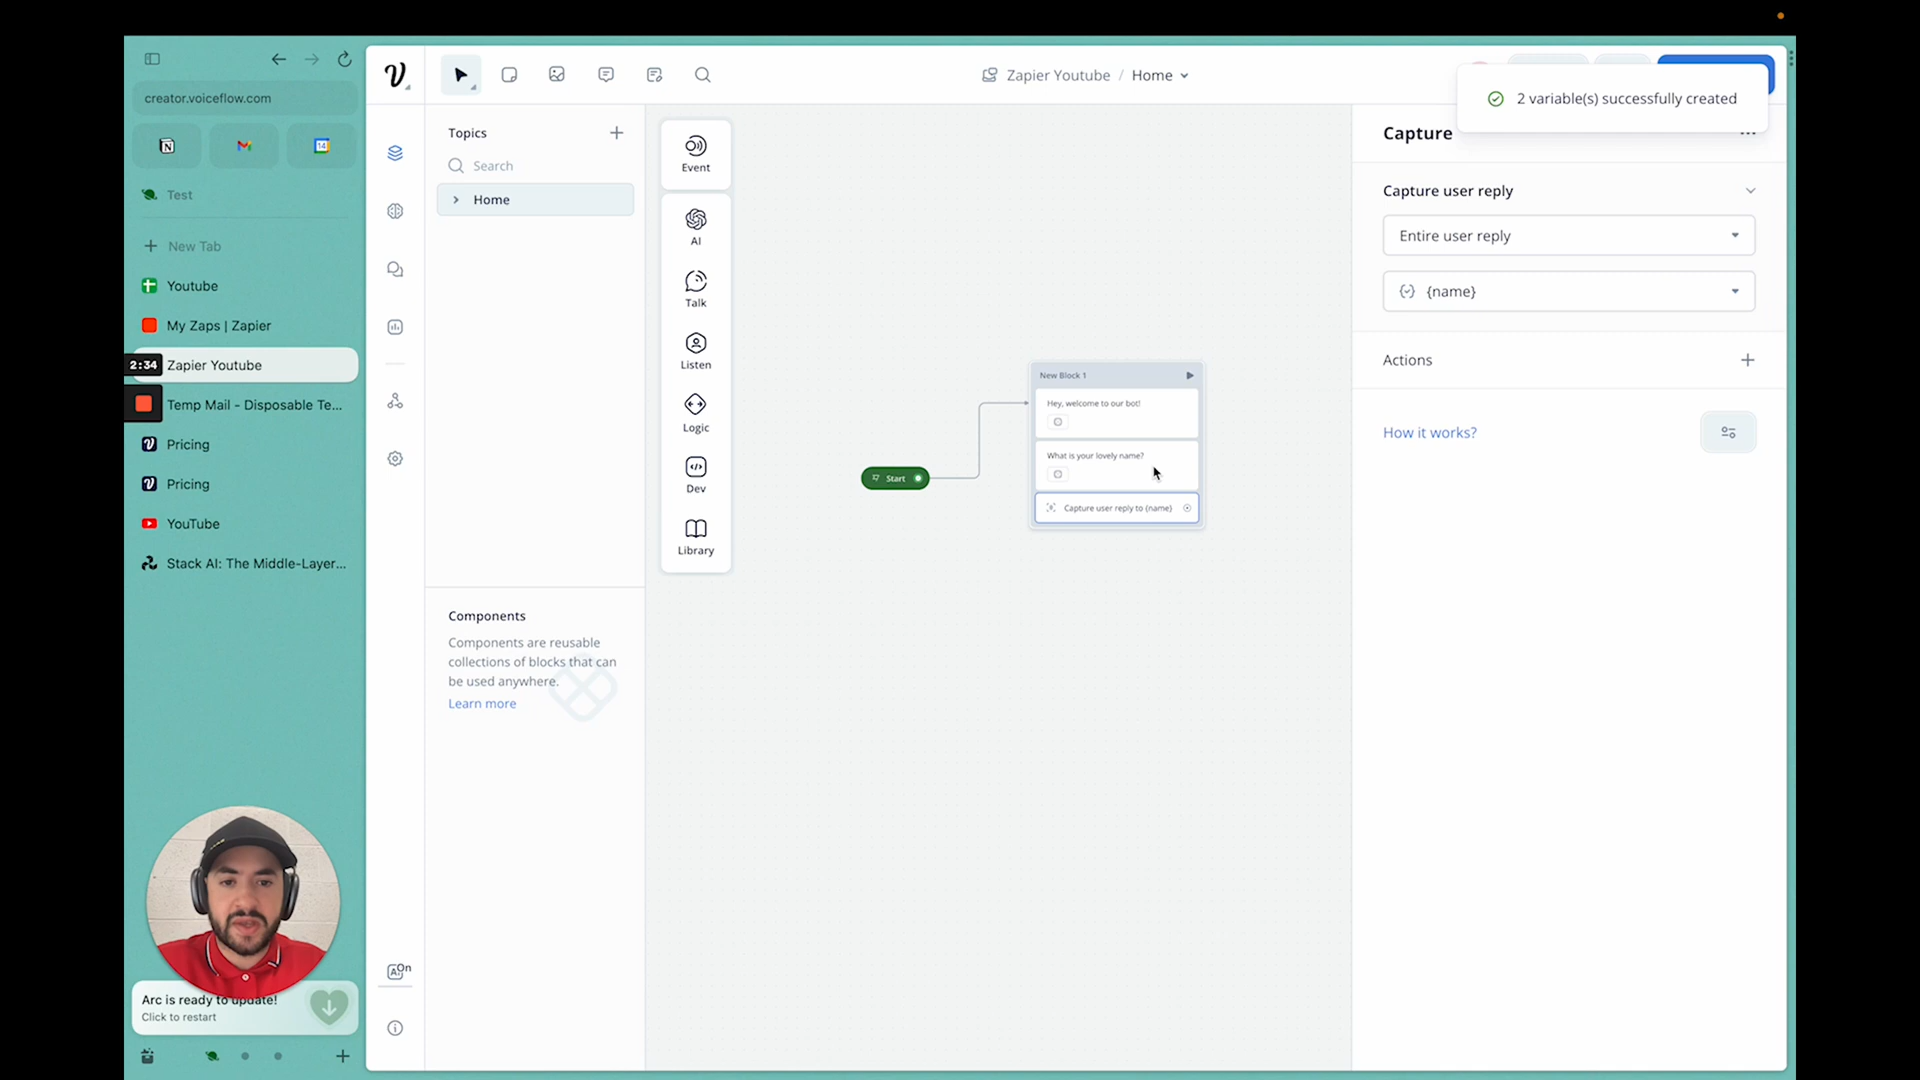 creator.voiceflow.com
Test
New Tab
Youtube
My Zaps | Zapier
2:34
Zapier Youtube
Temp Mail - Disposable Te...
Pricing
Pricing
YouTube
Stack AI: The Middle-Layer...
Arc is ready to update!
Click to restart
Zapier Youtube / Home
2 variable(s) successfully created
Topics
Search
Home
Components
Components are reusable
collections of blocks that can
be used anywhere.
Learn more
On
Event
AI
Talk
Listen
Logic
Dev
Library
Start
New Block 1
Hey, welcome to our bot!
What is your lovely name?
Capture user reply to {name}
Capture
Capture user reply
Entire user reply
{name}
Actions
How it works?